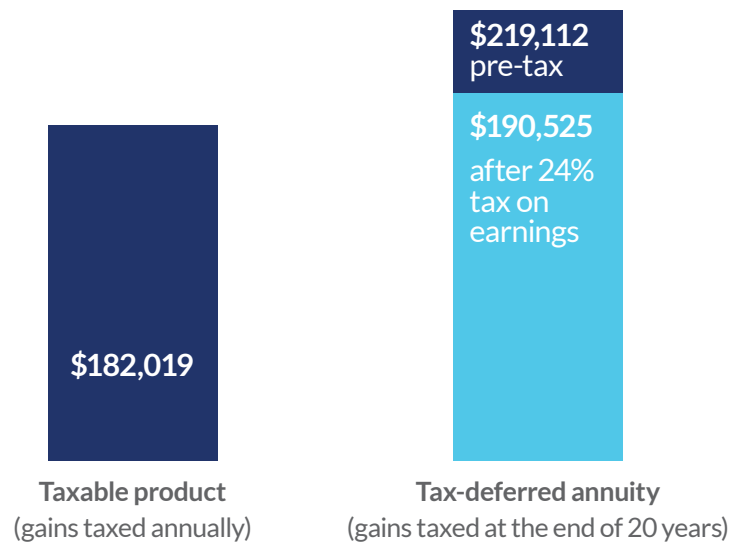 $219,112
pre-tax
$190,525
after 24%
tax on
earnings
$182,019
Taxable product
(gains taxed annually)
Tax-deferred annuity
(gains taxed at the end of 20 years)